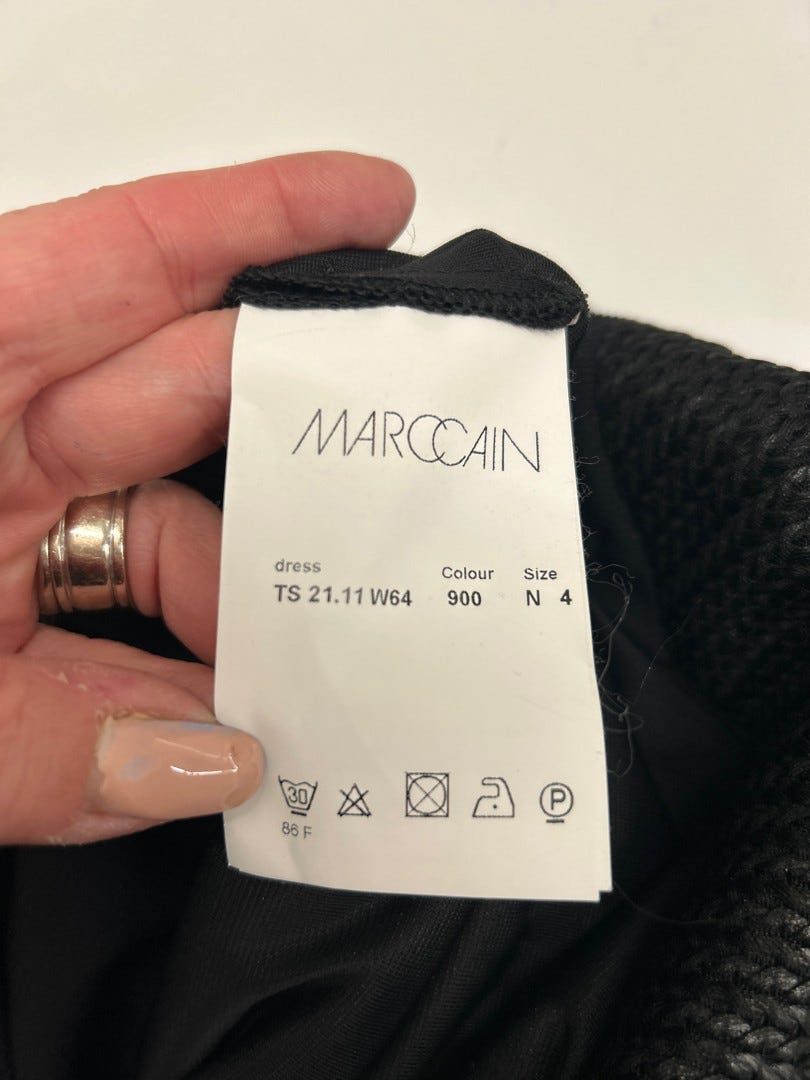 MARCCAIN
dress Colour Size
TS 21.11 W64 900 N 4
30
86 F
P